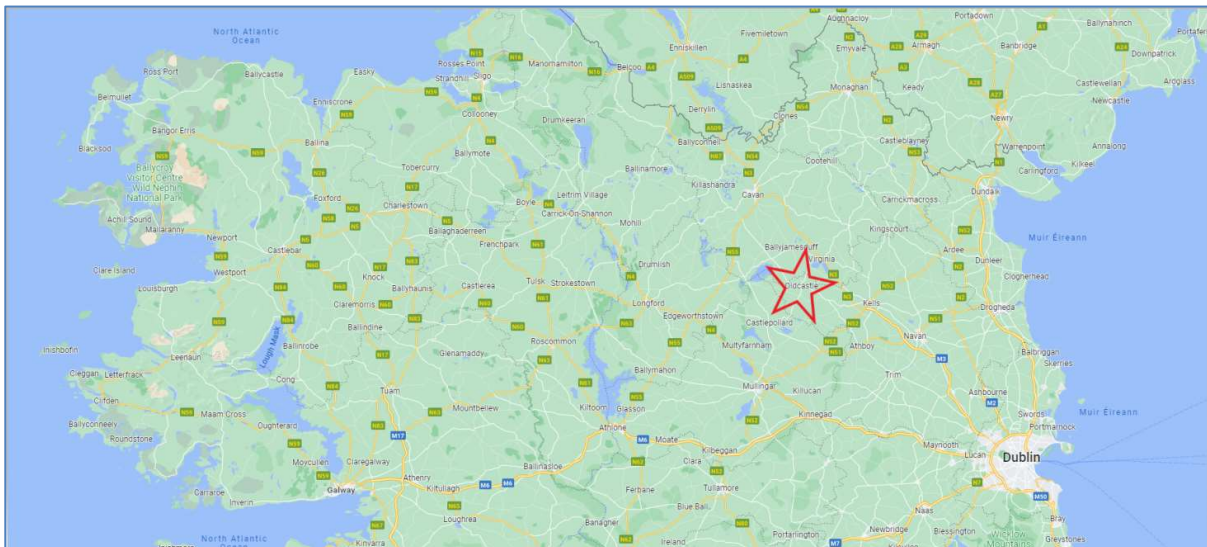 Aughnacloy
Portadown
Ballynahinch
North Atlantic
Ocean
Fivemiletown
Emyvale
Armagh
Banbridge
Enniskillen
Rosses Point
Manorhamilton
Belcoo
Downpatrick
Ross Port
Ballycastle
Easky
Strandhill
Sligo
Lisnaskea
Monaghan
Keady
Castlewellan
Ardglass
Belmullet
Enniscrone
Collooney
Drumkeeran
Derrylin
Clones
Newcastle
Newry
Bangor Erris
Ballina
Ballymote
Ballyconnell
Castleblayney
Warrenpoint
Annalong
Blacksod
Tobercurry
Ballinamore
Cootehill
Kilkeel
Carlingford
Ballycroy
Visitor Centre
Wild Nephin
National Park
Foxford
Charlestown
Boyle
Leitrim Village
Carrick-On-Shannon
Killashandra
Cavan
Carrickmacross
Dundalk
Achill Sound
Mallaranny
Newport
Castlebar
Ballaghadereen
Frenchpark
Mohill
Ballyjamesduff
Kingscourt
Ardee
Muir Éireann
Clare Island
Westport
Knock
Ballyhaunis
Castlerea
Tulsk
Strokestown
Drumlish
Virginia
Dunleer
Clogherhead
Louisburgh
Claremorris
Longford
Oldcastle
Kells
Drogheda
Inishbofin
Leenaun
Lough Mask
Ballinrobe
Ballindine
Edgeworthstown
Castlepollard
Navan
Glenamaddy
Roscommon
Multyfarnham
Athboy
Balbriggan
Skerries
Cleggan
Letterfrack
Cong
Ballymahon
Trim
Clifden
Tuam
Mullingar
Killucan
Ashbourne
Maam Cross
Mountbellew
Kiltoom
Glasson
Kinnegad
Swords
Portmarnock
Muir Éireann
Ballyconneely
Roundstone
Oughterard
Athlone
Moate
Kilbeggan
Maynooth
Lucan
Dublin
Moycullen
Claregalway
Ballinasloe
Clara
Carraroe
Inverin
Galway
Athenry
Kiltullagh
Ferbane
Tullamore
Loughrea
Blue Ball
Naas
Bray
North Atlantic
Ocean
Kinvarra
Banagher
Ireland
Portarlington
Newbridge
Blessington
Wicklow
Mountains
Greystones